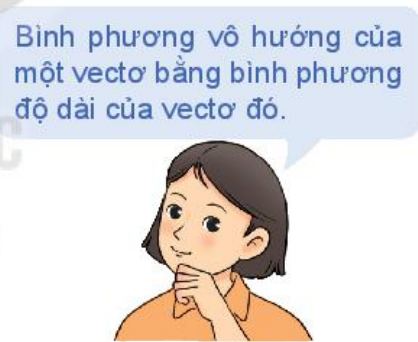 Bình phương vô hướng của
một vectơ bằng bình phương
độ dài của vectơ đó.